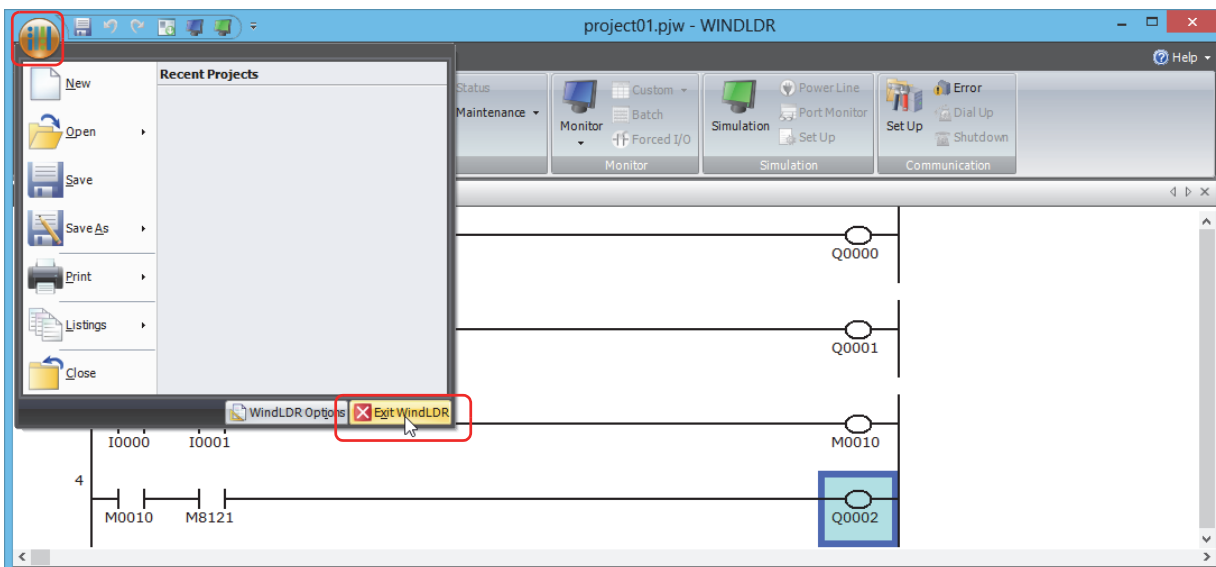 project01.pjw - WINDLDR
Help
New
Open
Save
Save As
Print
Listings
Close
Recent Projects
WindLDR Options
Exit WindLDR
Status
Maintenance
Monitor
Custom
Batch
Forced I/O
Monitor
Simulation
Power Line
Port Monitor
Set Up
Simulation
Set Up
Error
Dial Up
Shutdown
Communication
Q0000
Q0001
I0000 I0001 M0010
4
M0010 M8121 Q0002